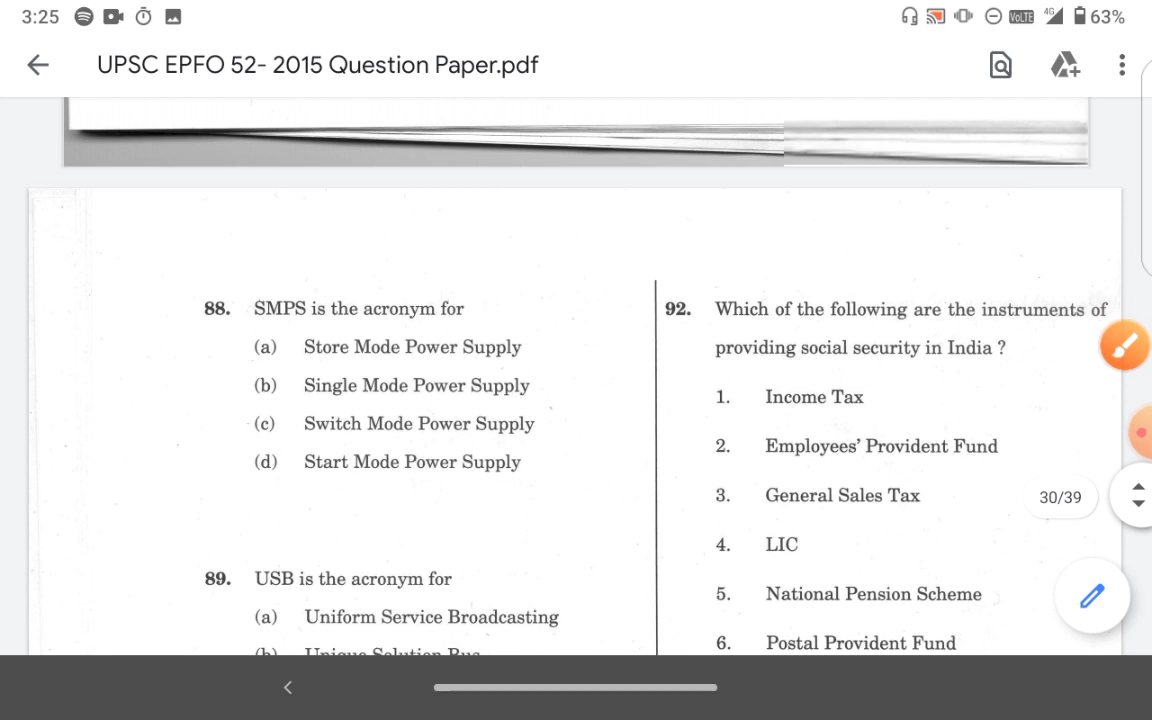 3:25
VoLTE 4G 63%
UPSC EPFO 52- 2015 Question Paper.pdf
88. SMPS is the acronym for
(a) Store Mode Power Supply
(b) Single Mode Power Supply
(c) Switch Mode Power Supply
(d) Start Mode Power Supply
89. USB is the acronym for
(a) Uniform Service Broadcasting
(b) Unique Solution Bus
92. Which of the following are the instruments of
providing social security in India ?
1. Income Tax
2. Employees' Provident Fund
3. General Sales Tax
4. LIC
5. National Pension Scheme
6. Postal Provident Fund
30/39